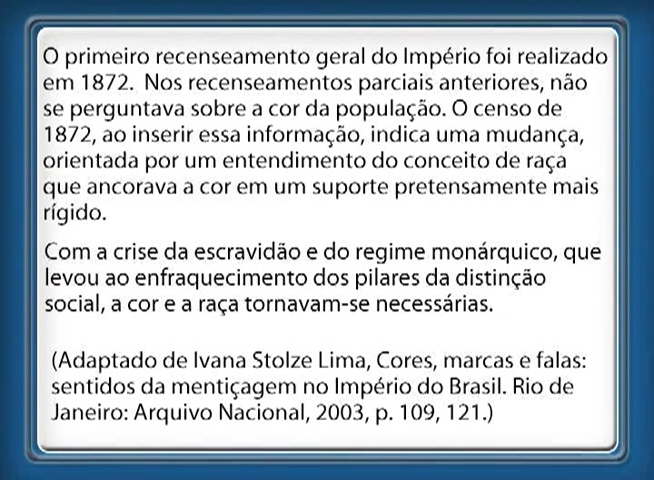 O primeiro recenseamento geral do Império foi realizado
em 1872.  Nos recenseamentos parciais anteriores, não
se perguntava sobre a cor da população. O censo de
1872, ao inserir essa informação, indica uma mudança,
orientada por um entendimento do conceito de raça
que ancorava a cor em um suporte pretensamente mais
rígido.
Com a crise da escravidão e do regime monárquico, que
levou ao enfraquecimento dos pilares da distinção
social, a cor e a raça tornavam-se necessárias.
(Adaptado de Ivana Stolze Lima, Cores, marcas e falas:
sentidos da mentiçagem no Império do Brasil. Rio de
Janeiro: Arquivo Nacional, 2003, p. 109, 121.)